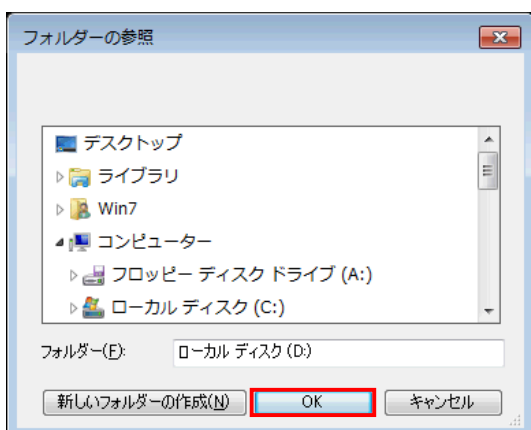 フォルダーの参照
デスクトップ
ライブラリ
Win7
コンピューター
フロッピー ディスク ドライブ (A:)
ローカル ディスク (C:)
フォルダー(F): ローカル ディスク (D:)
新しいフォルダーの作成(N) OK キャンセル